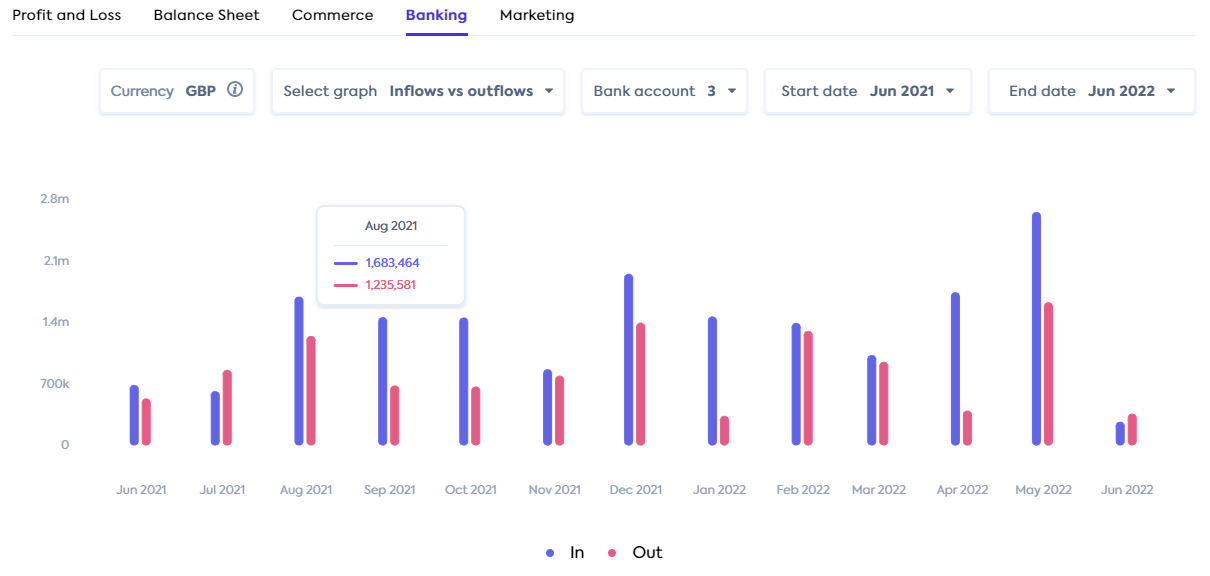 Profit and Loss Balance Sheet Commerce Banking Marketing
Currency GBP Select graph Inflows vs outflows Bank account 3 Start date Jun 2021 End date Jun 2022
2.8m
2.1m
1.4m
700k
0
Aug 2021
1,683,464
1,235,581
Jun 2021 Jul 2021 Aug 2021 Sep 2021 Oct 2021 Nov 2021 Dec 2021 Jan 2022 Feb 2022 Mar 2022 Apr 2022 May 2022 Jun 2022
In Out